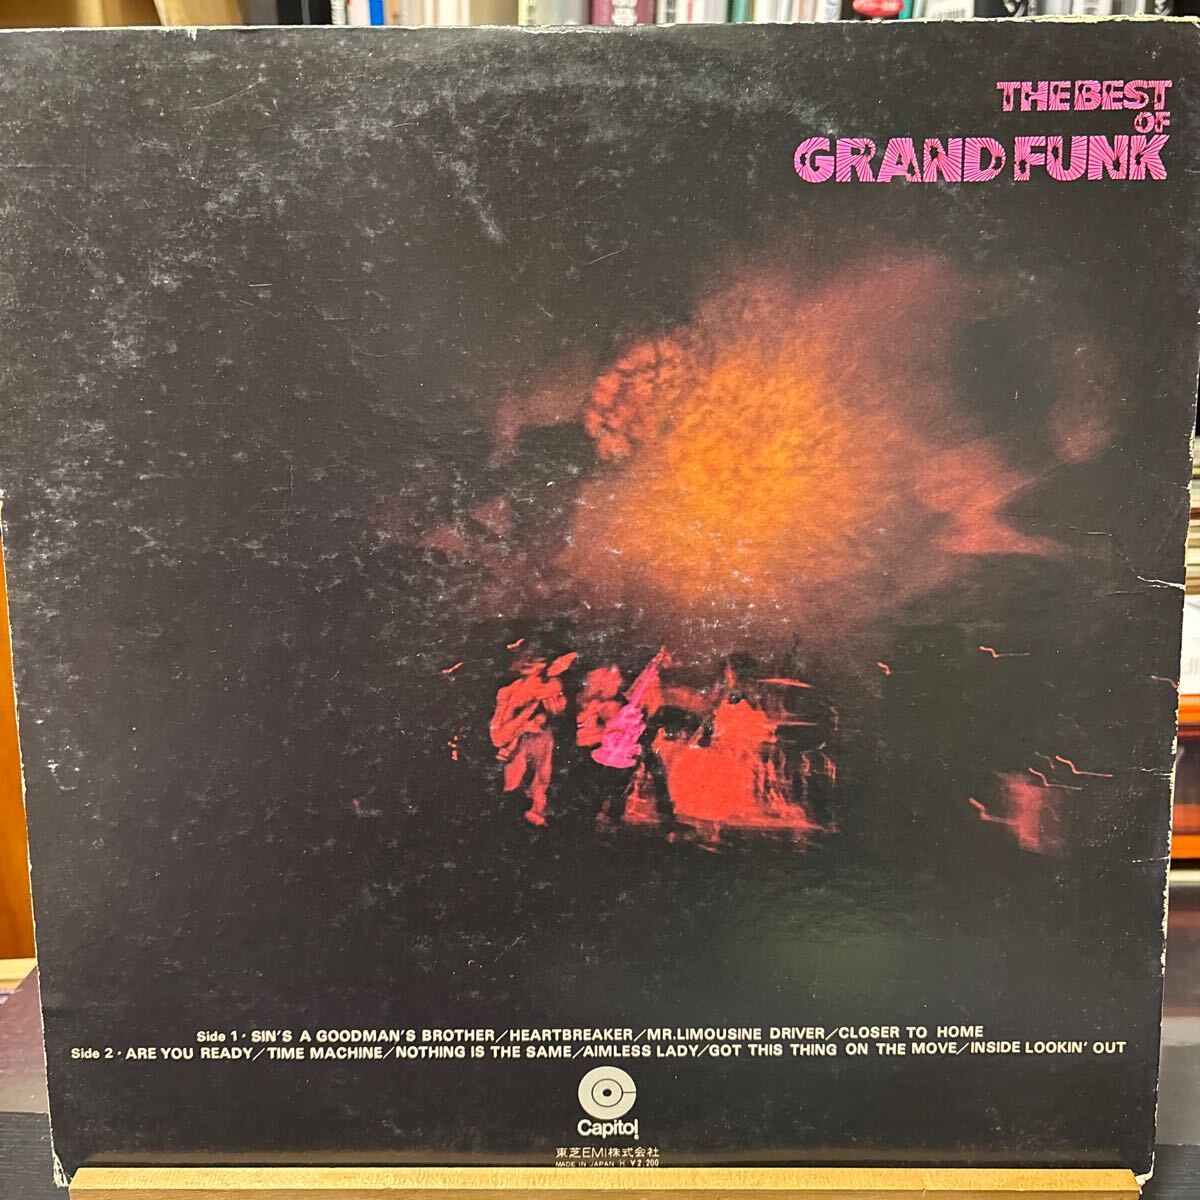 THE BEST
OF
GRAND FUNK
Side 1・SIN'S A GOODMAN'S BROTHER／HEARTBREAKER／MR.LIMOUSINE DRIVER／CLOSER TO HOME
Side 2・ARE YOU READY／TIME MACHINE／NOTHING IS THE SAME／AIMLESS LADY／GOT THIS THING ON THE MOVE／INSIDE LOOKIN' OUT
Capitol
東芝EMI株式会社
MADE IN JAPAN H ¥2,200